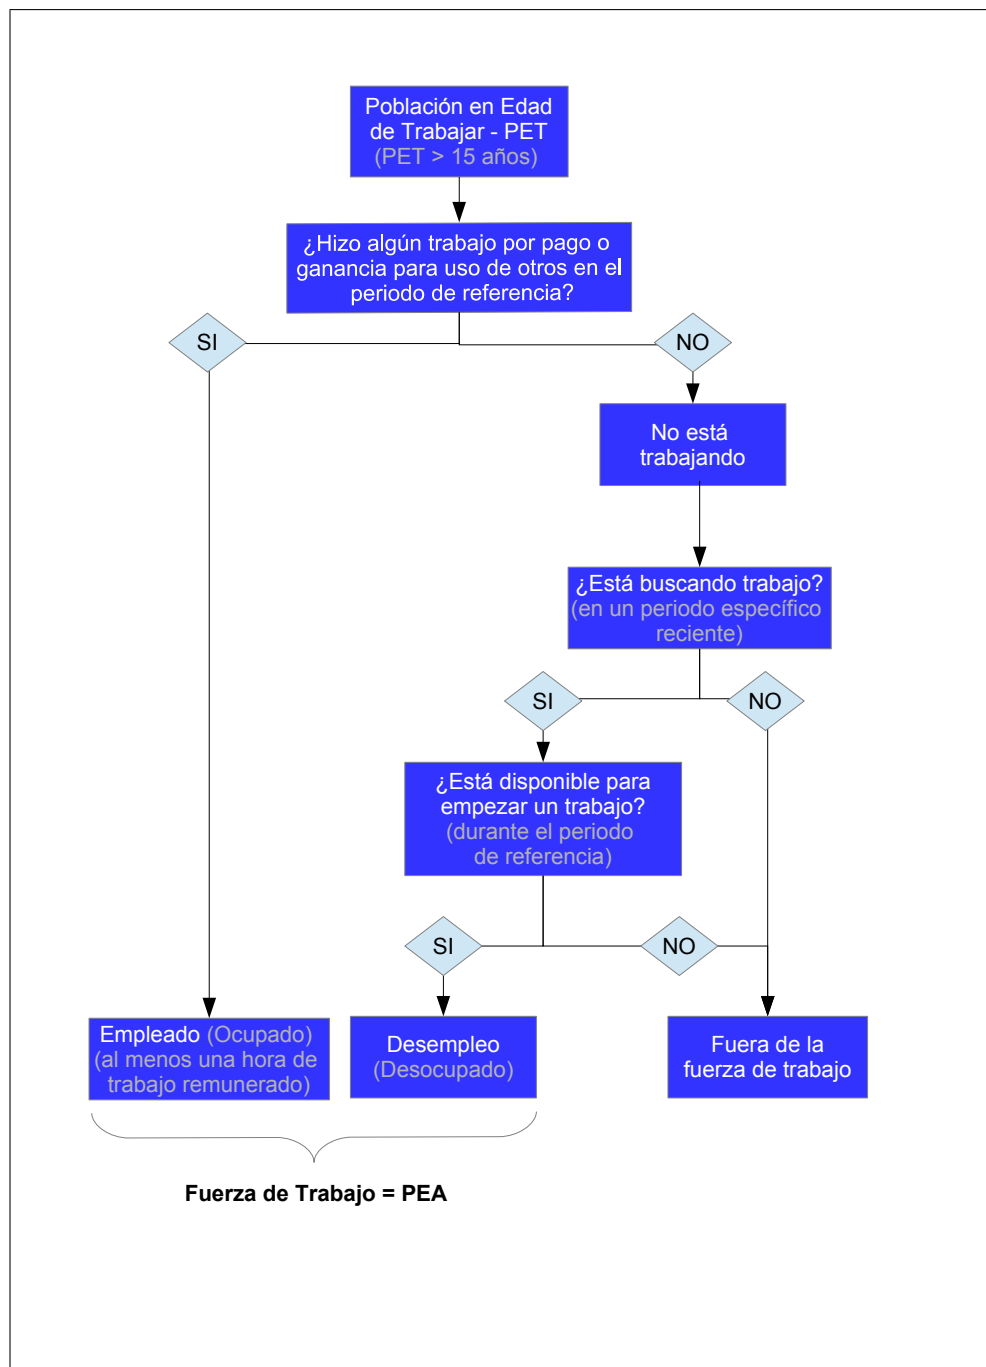 Población en Edad
de Trabajar - PET
(PET > 15 años)
¿Hizo algún trabajo por pago o
ganancia para uso de otros en el
periodo de referencia?
SI
NO
No está
trabajando
¿Está buscando trabajo?
(en un periodo específico
reciente)
SI
NO
¿Está disponible para
empezar un trabajo?
(durante el periodo
de referencia)
SI
NO
Empleado (Ocupado)
(al menos una hora de
trabajo remunerado)
Desempleo
(Desocupado)
Fuera de la
fuerza de trabajo
Fuerza de Trabajo = PEA